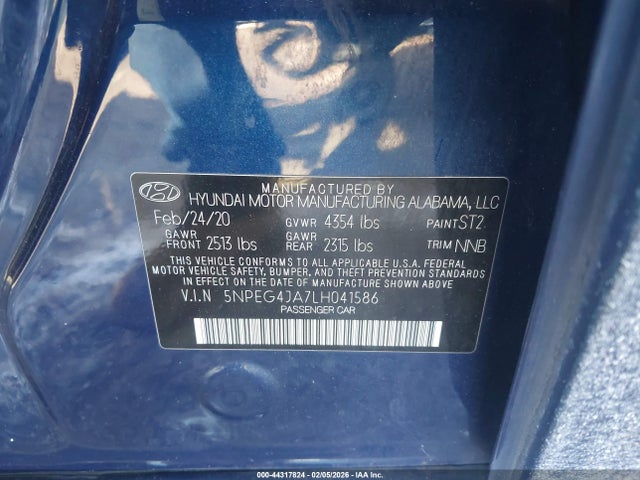 MANUFACTURED BY
HYUNDAI MOTOR MANUFACTURING ALABAMA, LLC
Feb/24/20 GVWR 4354 lbs PAINT ST2
GAWR FRONT 2513 lbs GAWR REAR 2315 lbs TRIM NNB
THIS VEHICLE CONFORMS TO ALL APPLICABLE U.S.A. FEDERAL
MOTOR VEHICLE SAFETY, BUMPER, AND THEFT PREVENTION
STANDARDS IN EFFECT ON THE DATE OF MANUFACTURE SHOWN ABOVE.
V.I.N 5NPEG4JA7LH041586
PASSENGER CAR
000-44317824 - 02/05/2026 - IAA Inc.